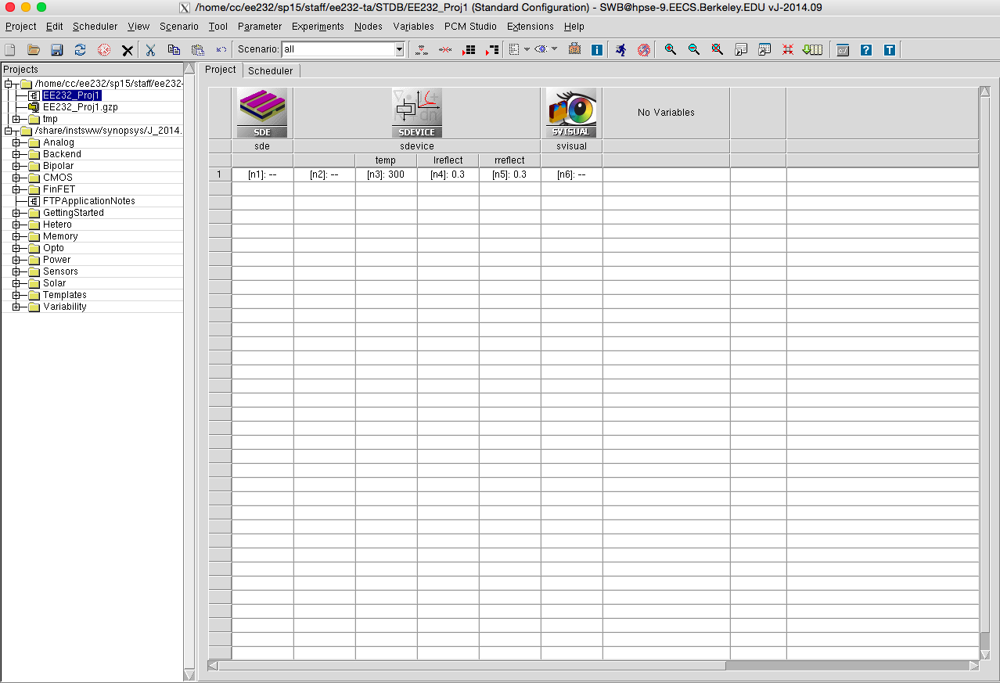 X /home/cc/ee232/sp15/staff/ee232-ta/STDB/EE232_Proj1 (Standard Configuration) - SWB@hpse-9.EECS.Berkeley.EDU vJ-2014.09
Project Edit Scheduler View Scenario Tool Parameter Experiments Nodes Variables PCM Studio Extensions Help
Scenario: all
Projects
/home/cc/ee232/sp15/staff/ee232-
EE232_Proj1
EE232_Proj1.gzp
tmp
/share/instsww/synopsys/J_2014.
Analog
Backend
Bipolar
CMOS
FinFET
FTPApplicationNotes
GettingStarted
Hetero
Memory
Opto
Power
Sensors
Solar
Templates
Variability
Project Scheduler
SDE SDEVICE SVISUAL No Variables
sde sdevice svisual
temp lreflect rreflect
1 [n1]: -- [n2]: -- [n3]: 300 [n4]: 0.3 [n5]: 0.3 [n6]: --